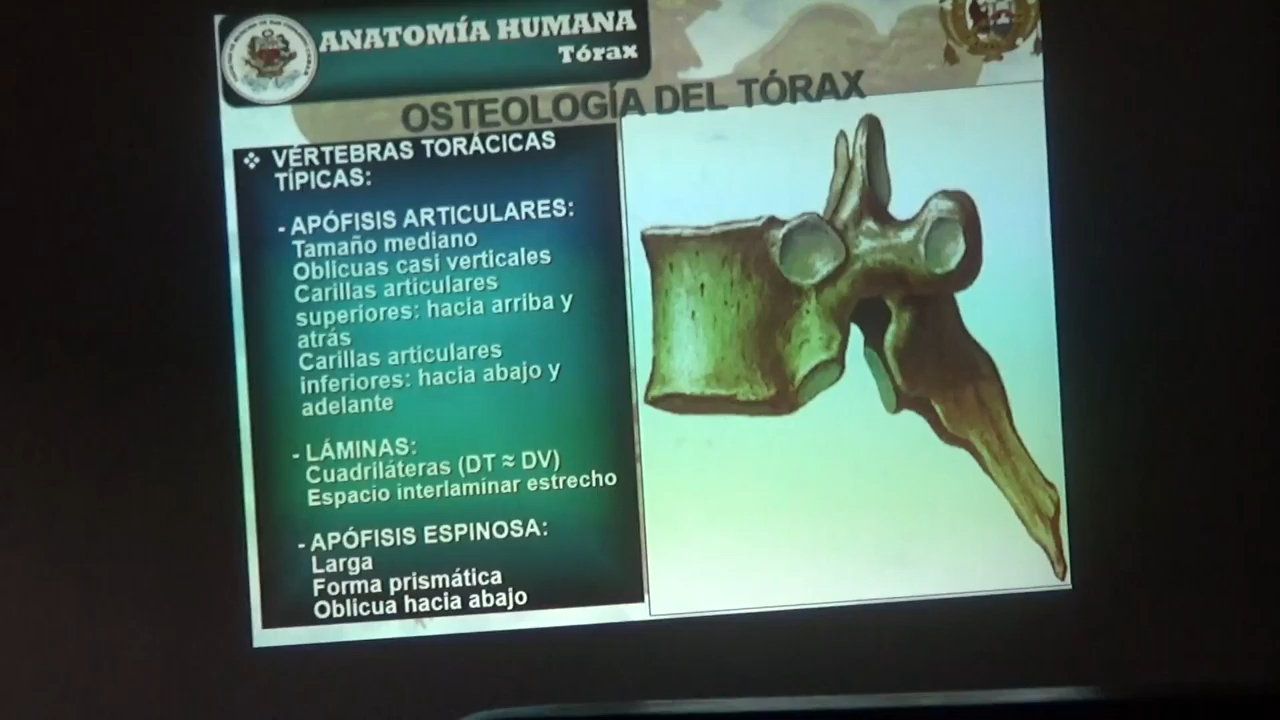 ANATOMÍA HUMANA
Tórax
OSTEOLOGÍA DEL TÓRAX
❖ VÉRTEBRAS TORÁCICAS
TÍPICAS:
- APÓFISIS ARTICULARES:
Tamaño mediano
Oblicuas casi verticales
Carillas articulares
superiores: hacia arriba y
atrás
Carillas articulares
inferiores: hacia abajo y
adelante
- LÁMINAS:
Cuadriláteras (DT ≈ DV)
Espacio interlaminar estrecho
- APÓFISIS ESPINOSA:
Larga
Forma prismática
Oblicua hacia abajo